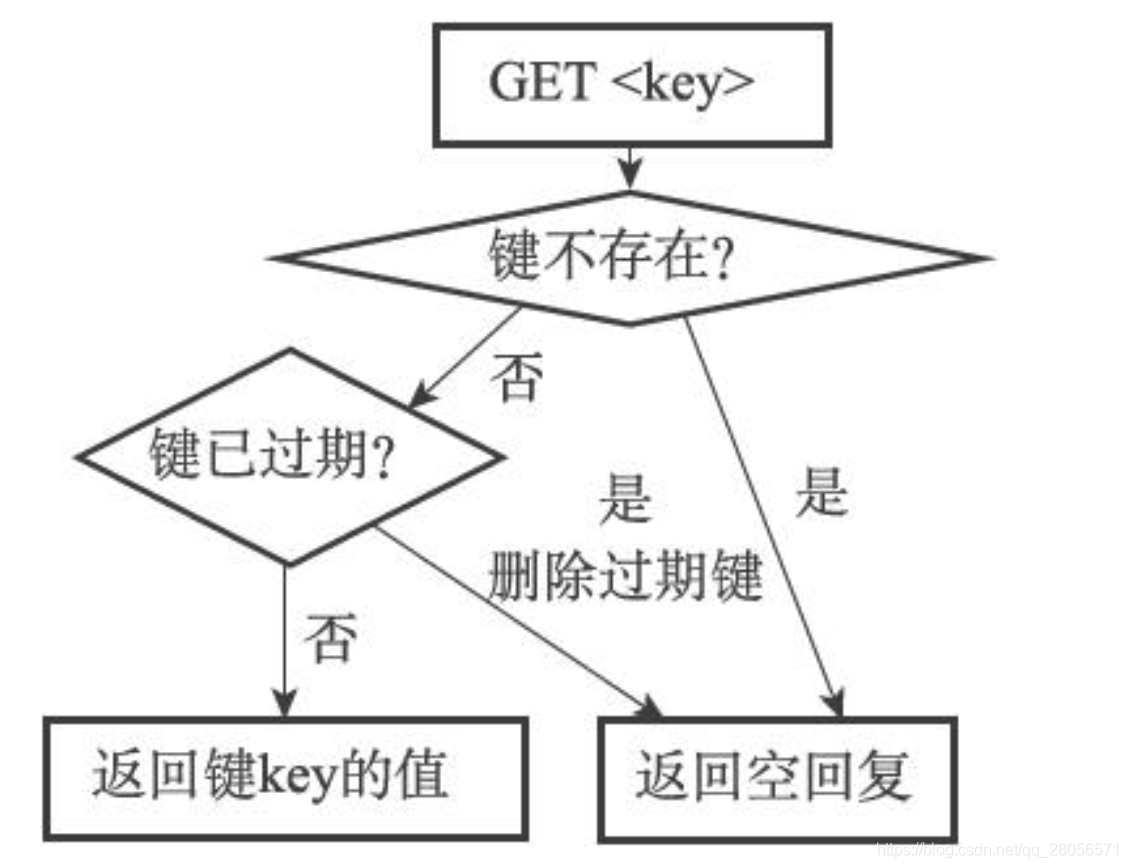 GET <key>
键不存在?
否
键已过期?
是
是
删除过期键
否
返回键key的值
返回空回复
https://blog.csdn.net/qq_28056571